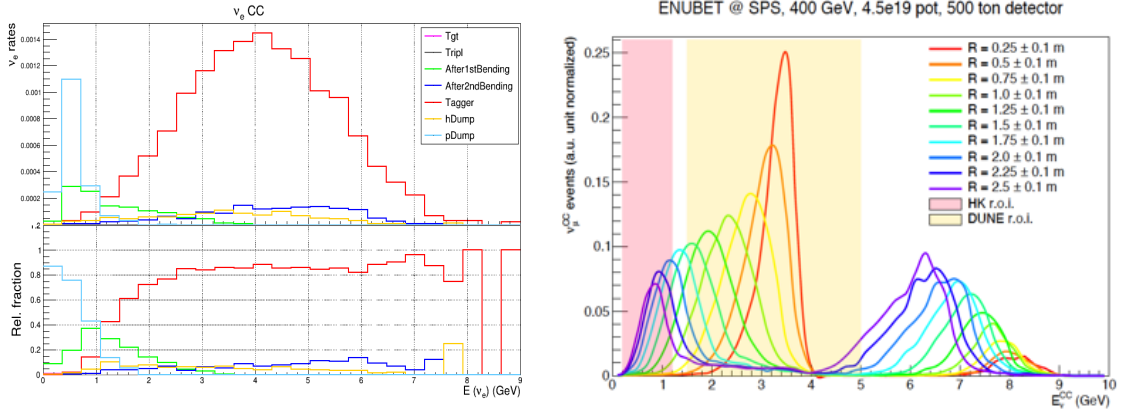 ν_e CC
ν_e rates
0.0014
0.0012
0.001
0.0008
0.0006
0.0004
0.0002
Tgt
Tripl
After1stBending
After2ndBending
Tagger
hDump
pDump
Rel. fraction
1
0.8
0.6
0.4
0.2
0
0 1 2 3 4 5 6 7 8 9
E (ν_e) (GeV)
ENUBET @ SPS, 400 GeV, 4.5e19 pot, 500 ton detector
ν_μ^CC events (a.u. unit normalized)
0.25
0.2
0.15
0.1
0.05
0
R = 0.25 ± 0.1 m
R = 0.5 ± 0.1 m
R = 0.75 ± 0.1 m
R = 1.0 ± 0.1 m
R = 1.25 ± 0.1 m
R = 1.5 ± 0.1 m
R = 1.75 ± 0.1 m
R = 2.0 ± 0.1 m
R = 2.25 ± 0.1 m
R = 2.5 ± 0.1 m
HK r.o.i.
DUNE r.o.i.
0 1 2 3 4 5 6 7 8 9 10
E_ν^CC (GeV)